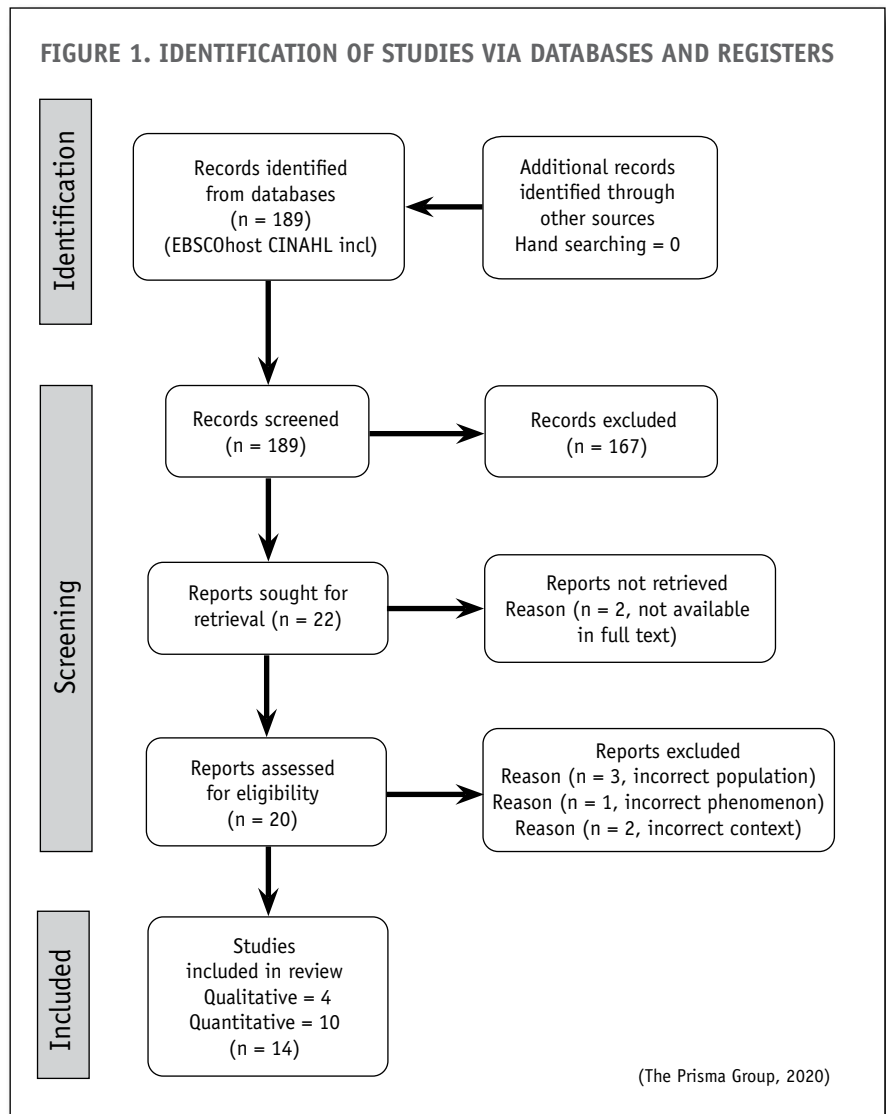 FIGURE 1. IDENTIFICATION OF STUDIES VIA DATABASES AND REGISTERS
Identification
Records identified
from databases
(n = 189)
(EBSCOhost CINAHL incl)
Additional records
identified through
other sources
Hand searching = 0
Screening
Records screened
(n = 189)
Records excluded
(n = 167)
Reports sought for
retrieval (n = 22)
Reports not retrieved
Reason (n = 2, not available
in full text)
Reports assessed
for eligibility
(n = 20)
Reports excluded
Reason (n = 3, incorrect population)
Reason (n = 1, incorrect phenomenon)
Reason (n = 2, incorrect context)
Included
Studies
included in review
Qualitative = 4
Quantitative = 10
(n = 14)
(The Prisma Group, 2020)